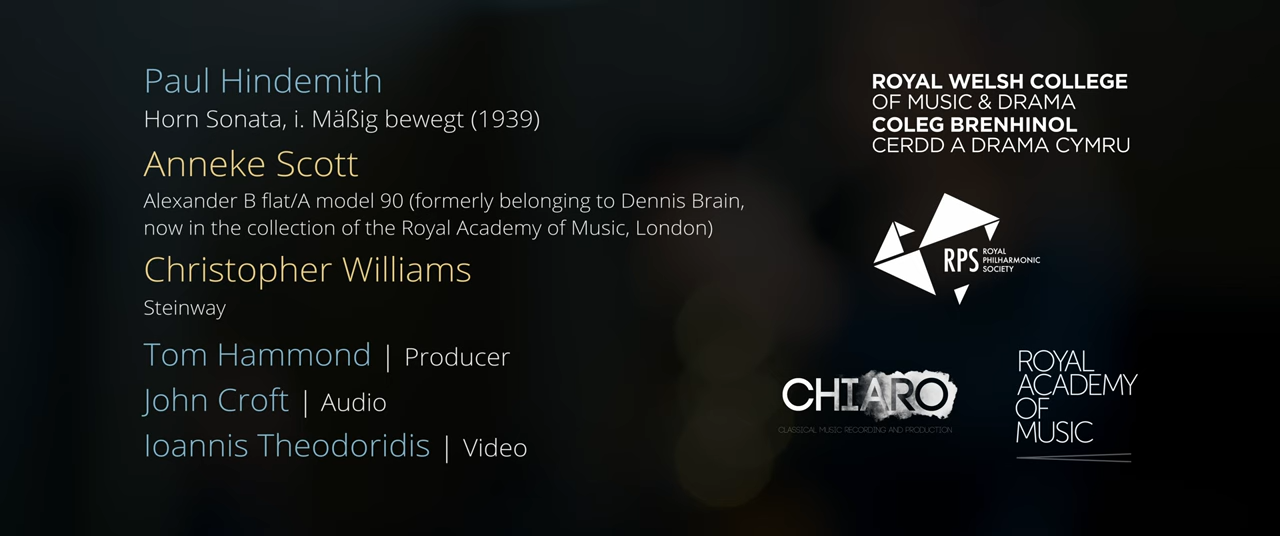 Paul Hindemith
Horn Sonata, i. Mäßig bewegt (1939)
Anneke Scott
Alexander B flat/A model 90 (formerly belonging to Dennis Brain,
now in the collection of the Royal Academy of Music, London)
Christopher Williams
Steinway
Tom Hammond | Producer
John Croft | Audio
Ioannis Theodoridis | Video
ROYAL WELSH COLLEGE
OF MUSIC & DRAMA
COLEG BRENHINOL
CERDD A DRAMA CYMRU
RPS
ROYAL
PHILHARMONIC
SOCIETY
CHIARO
CLASSICAL MUSIC RECORDING AND PRODUCTION
ROYAL
ACADEMY
OF
MUSIC